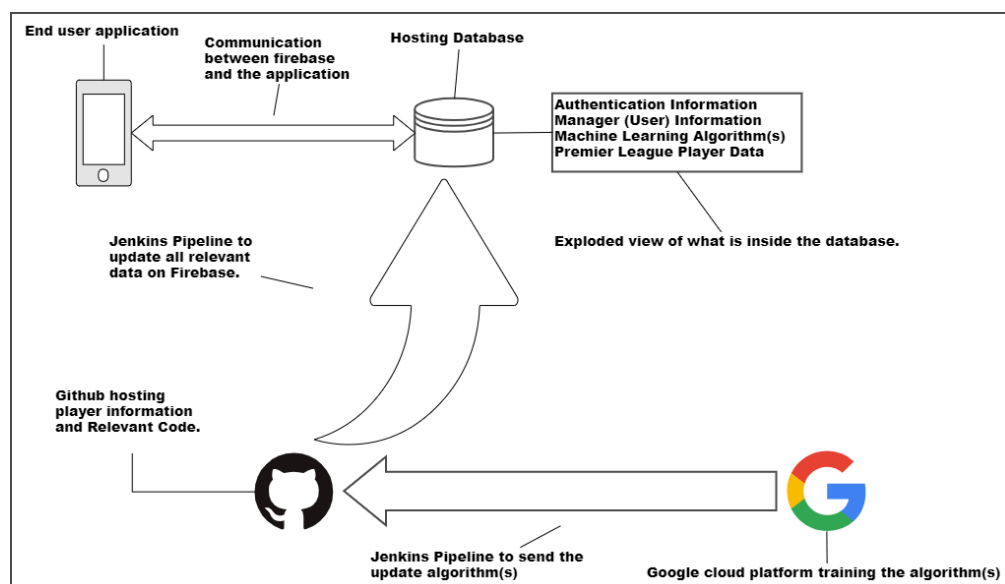 End user application
Communication
between firebase
and the application
Hosting Database
Authentication Information
Manager (User) Information
Machine Learning Algorithm(s)
Premier League Player Data
Exploded view of what is inside the database.
Jenkins Pipeline to
update all relevant
data on Firebase.
Github hosting
player information
and Relevant Code.
Jenkins Pipeline to send the
update algorithm(s)
Google cloud platform training the algorithm(s)